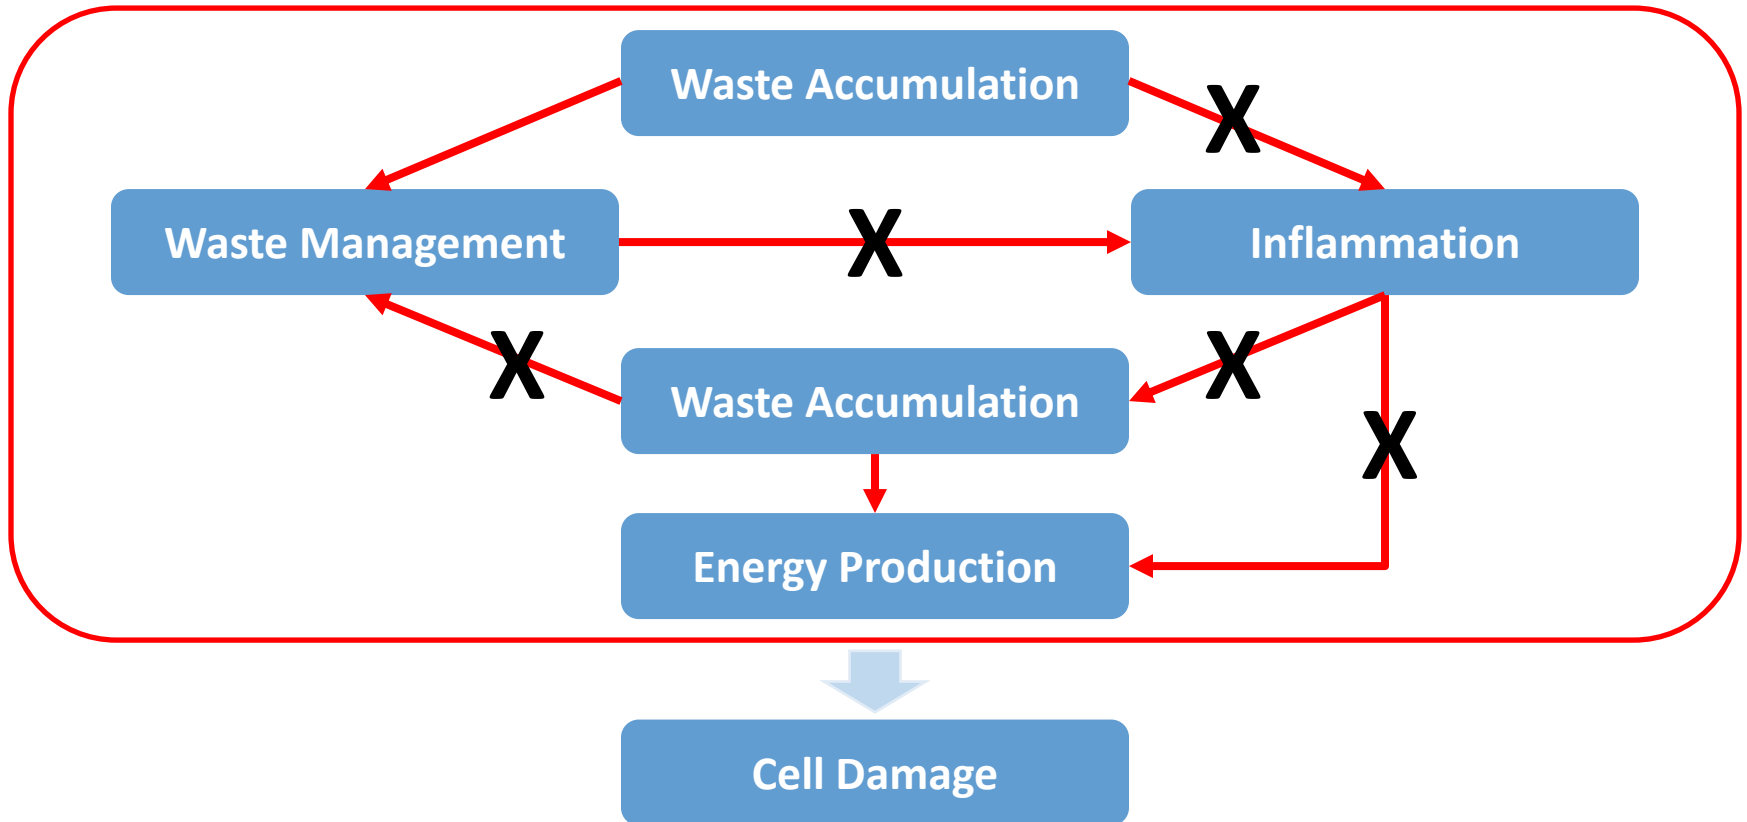 Waste Accumulation
X
Waste Management
X
Inflammation
X
Waste Accumulation
X
X
Energy Production
Cell Damage